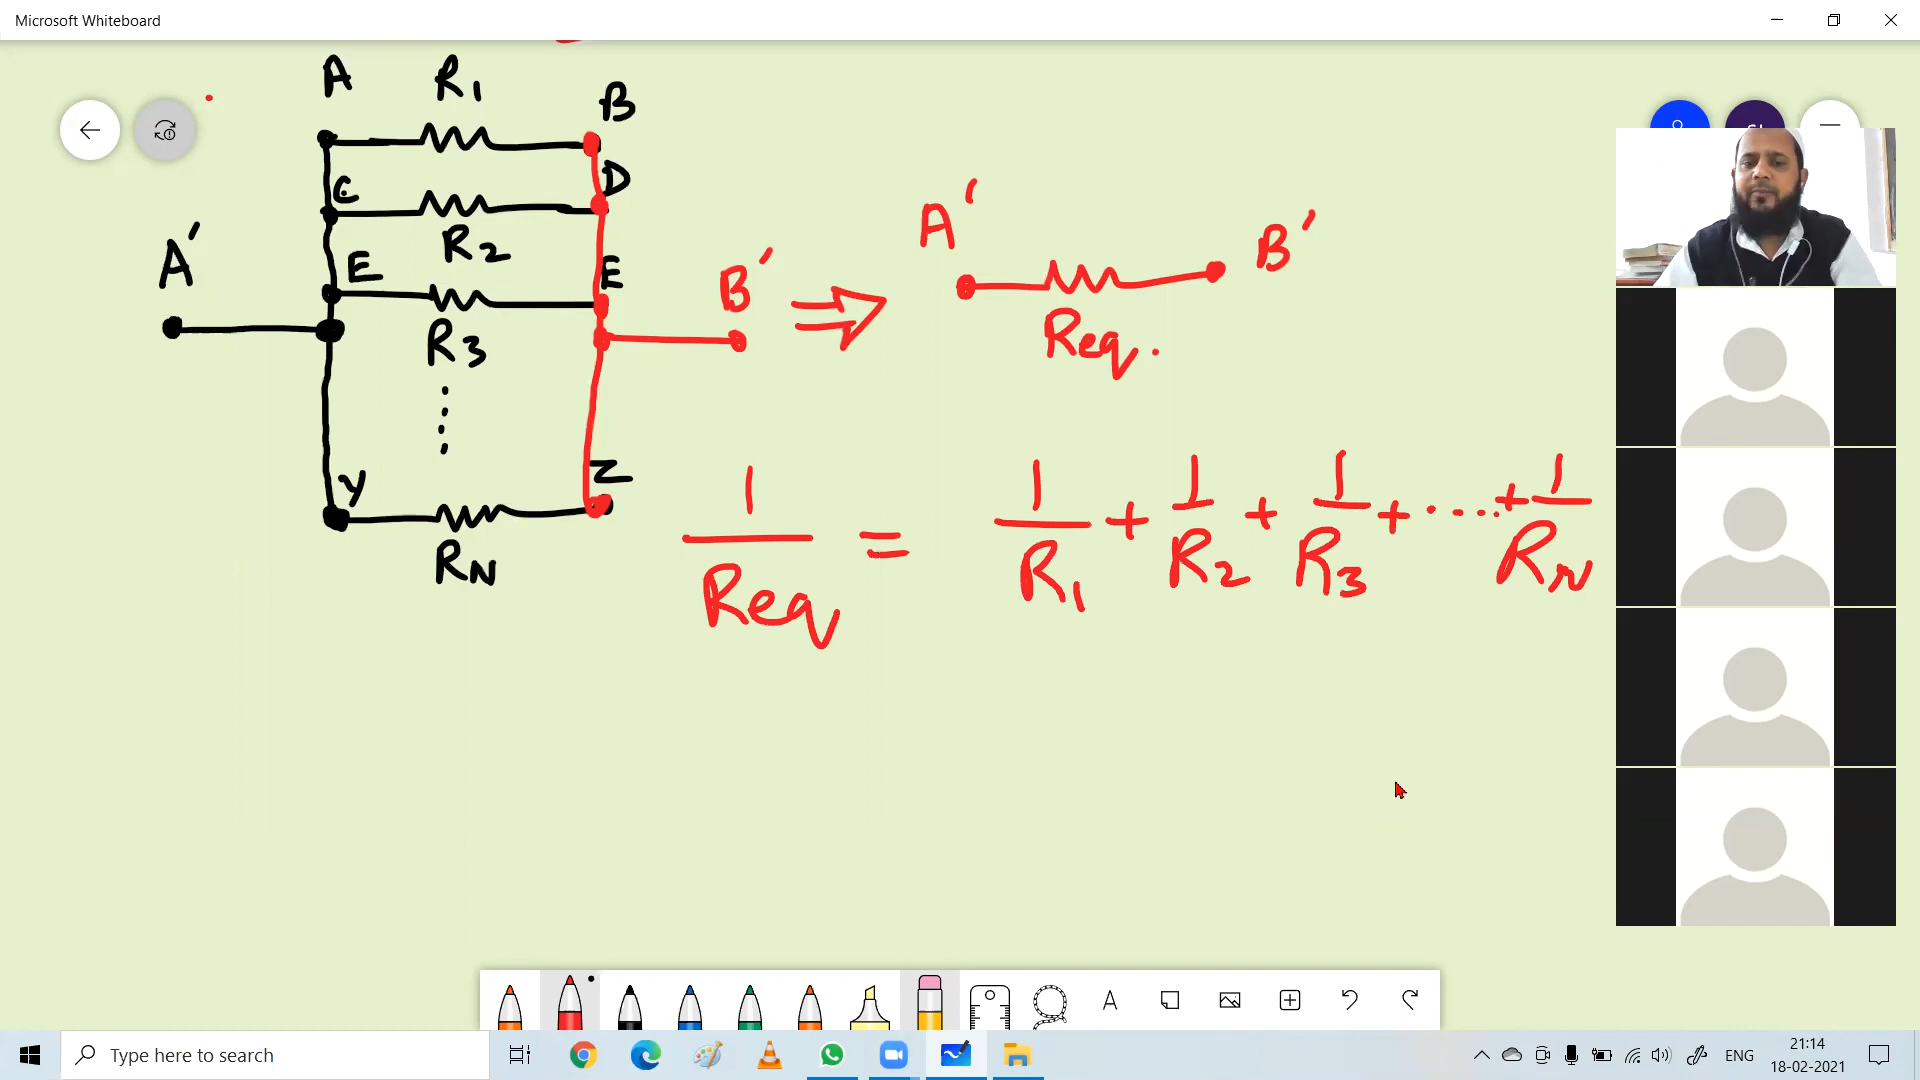 Microsoft Whiteboard
A R1 B
C D
R2
A' E E B' A' B'
R3 Req.
Y Z
RN
1/Req = 1/R1 + 1/R2 + 1/R3 + ..... + 1/RN
A
Type here to search
ENG
21:14
18-02-2021